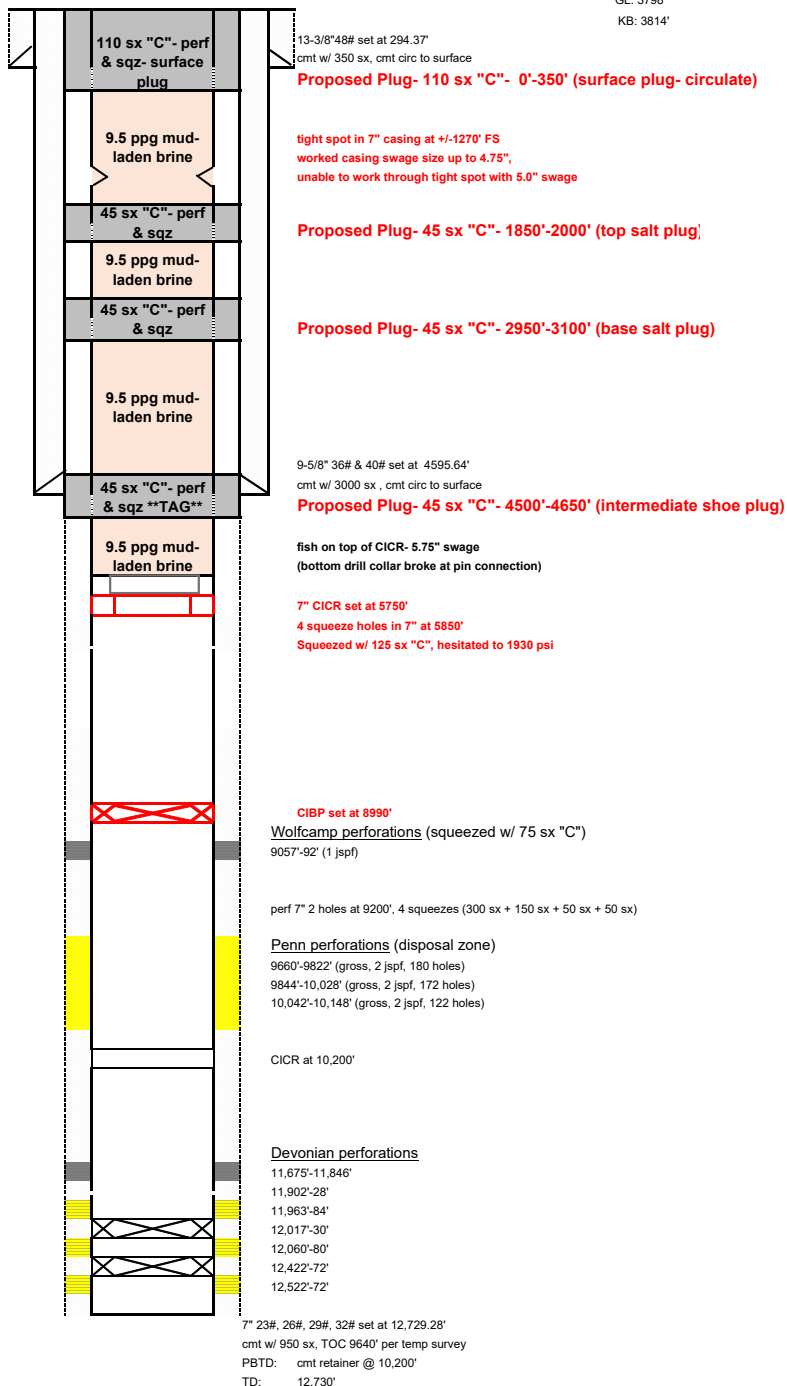 GL: 3798'
KB: 3814'
110 sx "C"- perf
& sqz- surface
plug
13-3/8"48# set at 294.37'
cmt w/ 350 sx, cmt circ to surface
Proposed Plug- 110 sx "C"- 0'-350' (surface plug- circulate)
9.5 ppg mud-
laden brine
tight spot in 7" casing at +/-1270' FS
worked casing swage size up to 4.75",
unable to work through tight spot with 5.0" swage
45 sx "C"- perf
& sqz
Proposed Plug- 45 sx "C"- 1850'-2000' (top salt plug)
9.5 ppg mud-
laden brine
45 sx "C"- perf
& sqz
Proposed Plug- 45 sx "C"- 2950'-3100' (base salt plug)
9.5 ppg mud-
laden brine
9-5/8" 36# & 40# set at 4595.64'
cmt w/ 3000 sx , cmt circ to surface
45 sx "C"- perf
& sqz **TAG**
Proposed Plug- 45 sx "C"- 4500'-4650' (intermediate shoe plug)
9.5 ppg mud-
laden brine
fish on top of CICR- 5.75" swage
(bottom drill collar broke at pin connection)
7" CICR set at 5750'
4 squeeze holes in 7" at 5850'
Squeezed w/ 125 sx "C", hesitated to 1930 psi
CIBP set at 8990'
Wolfcamp perforations (squeezed w/ 75 sx "C")
9057'-92' (1 jspf)
perf 7" 2 holes at 9200', 4 squeezes (300 sx + 150 sx + 50 sx + 50 sx)
Penn perforations (disposal zone)
9660'-9822' (gross, 2 jspf, 180 holes)
9844'-10,028' (gross, 2 jspf, 172 holes)
10,042'-10,148' (gross, 2 jspf, 122 holes)
CICR at 10,200'
Devonian perforations
11,675'-11,846'
11,902'-28'
11,963'-84'
12,017'-30'
12,060'-80'
12,422'-72'
12,522'-72'
7" 23#, 26#, 29#, 32# set at 12,729.28'
cmt w/ 950 sx, TOC 9640' per temp survey
PBTD: cmt retainer @ 10,200'
TD: 12,730'